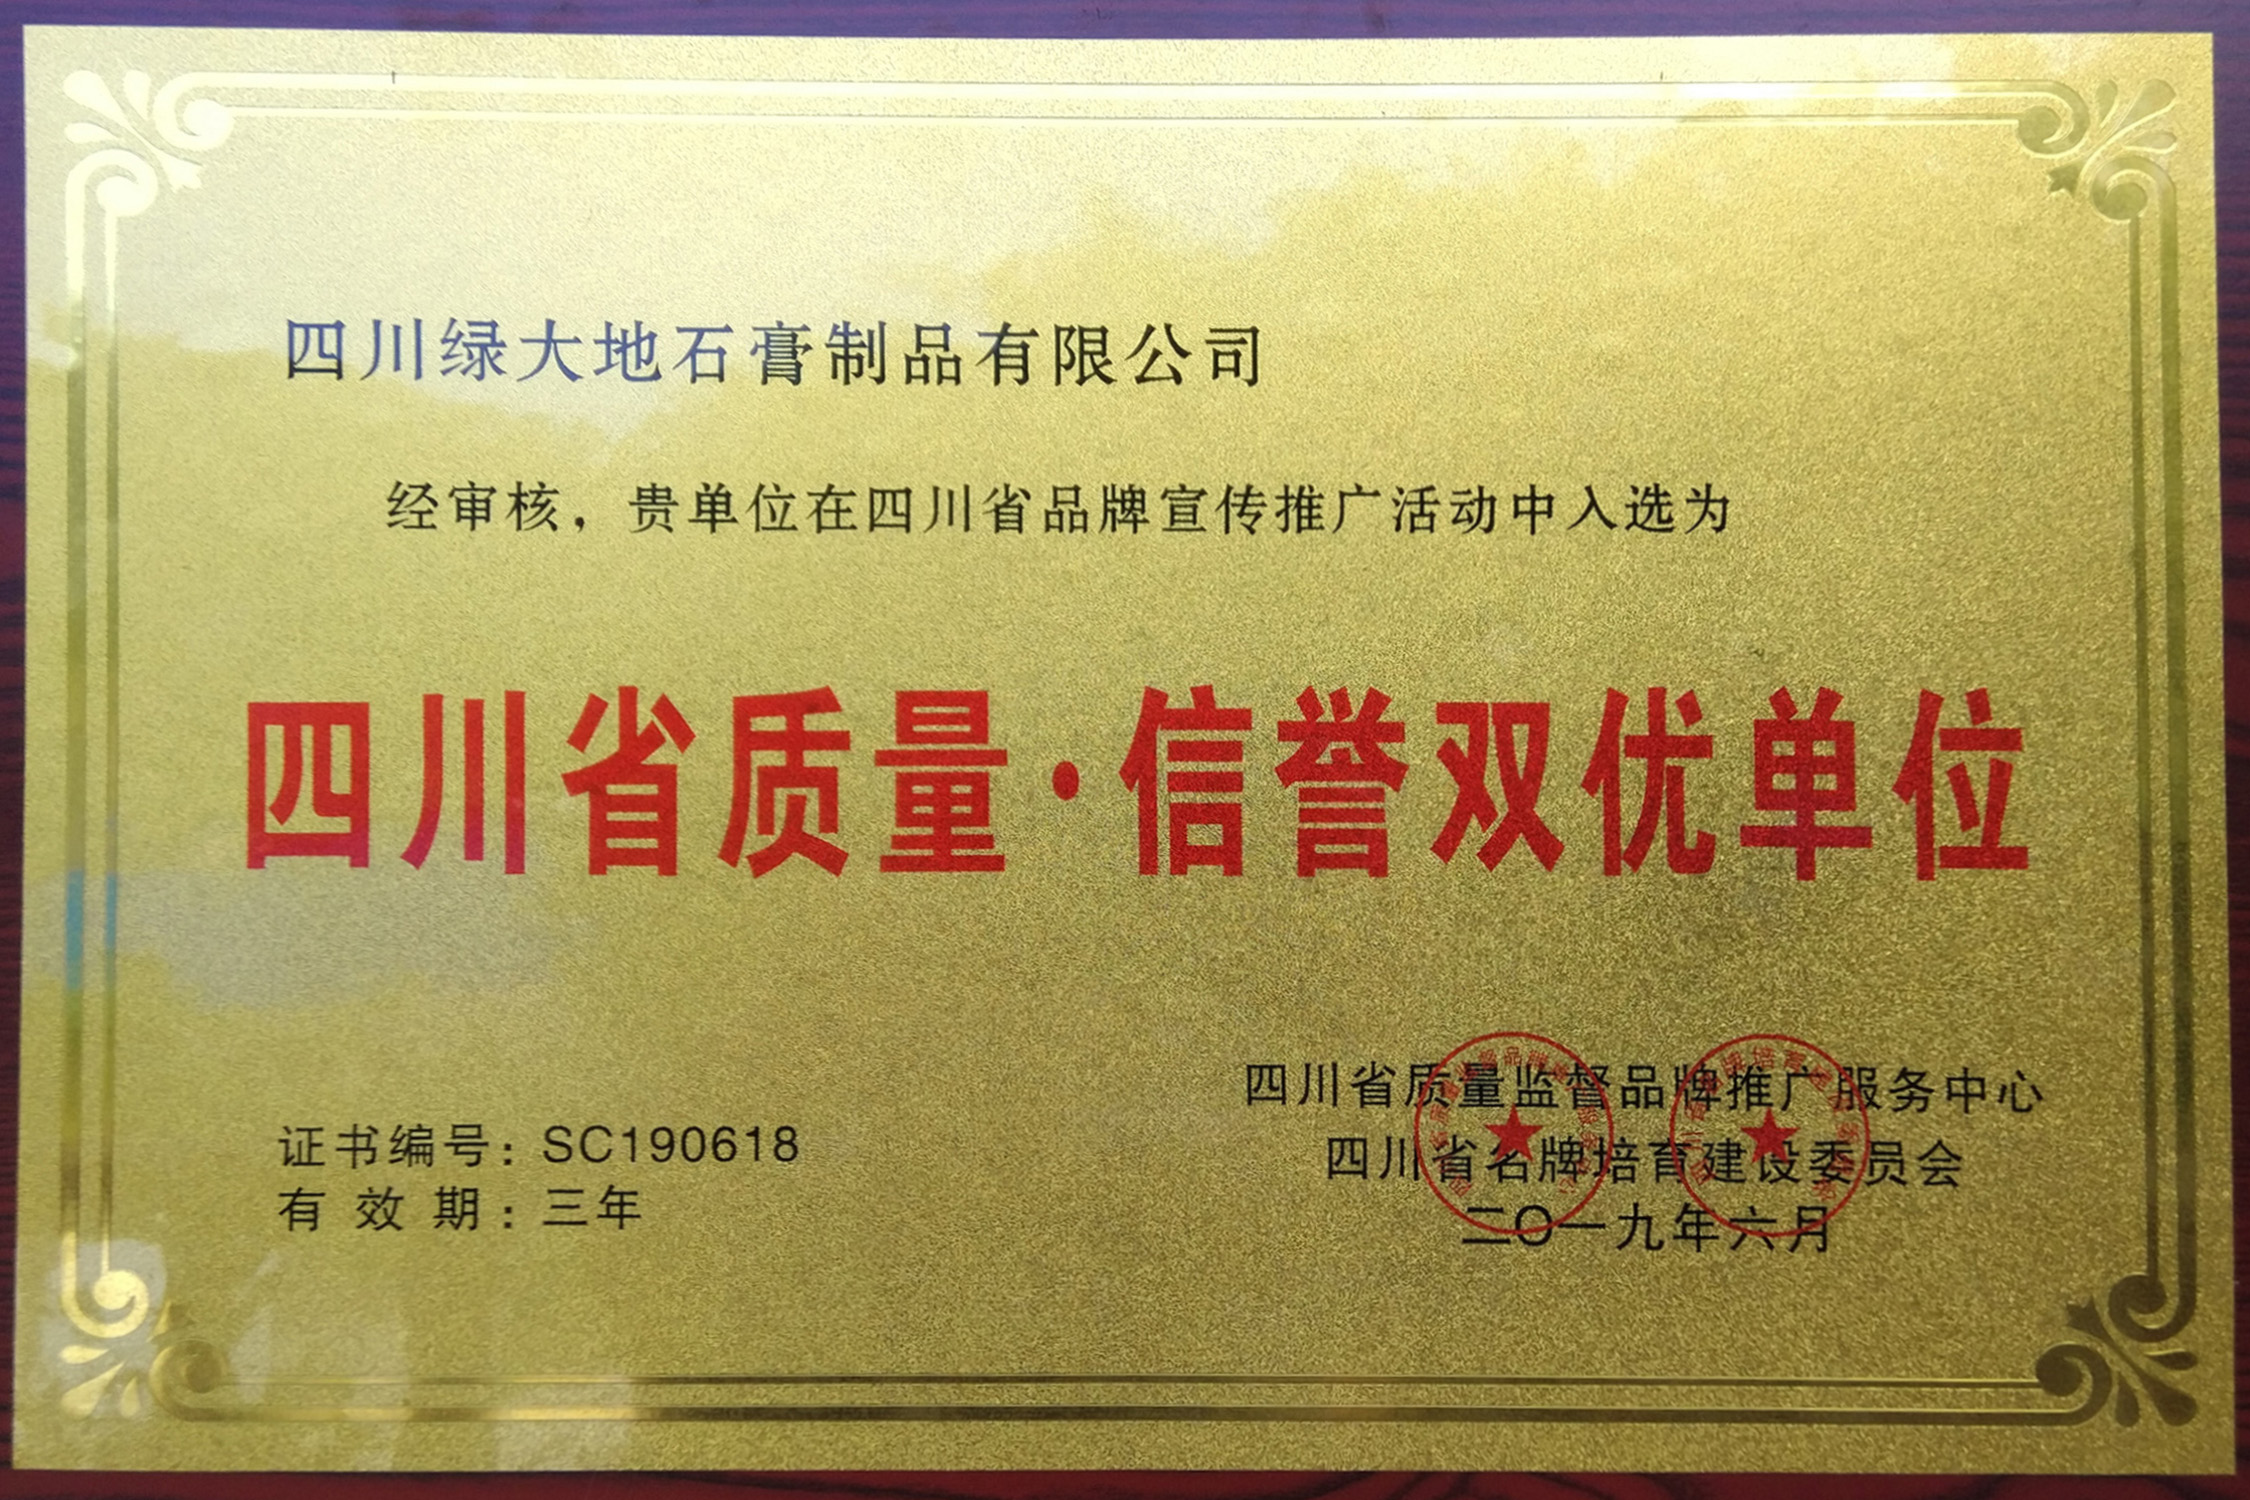 四川绿大地石膏制品有限公司
经审核，贵单位在四川省品牌宣传推广活动中入选为
四川省质量·信誉双优单位
证书编号：SC190618
有效期：三年
四川省质量监督品牌推广服务中心
四川省名牌培育建设委员会
二〇一九年六月